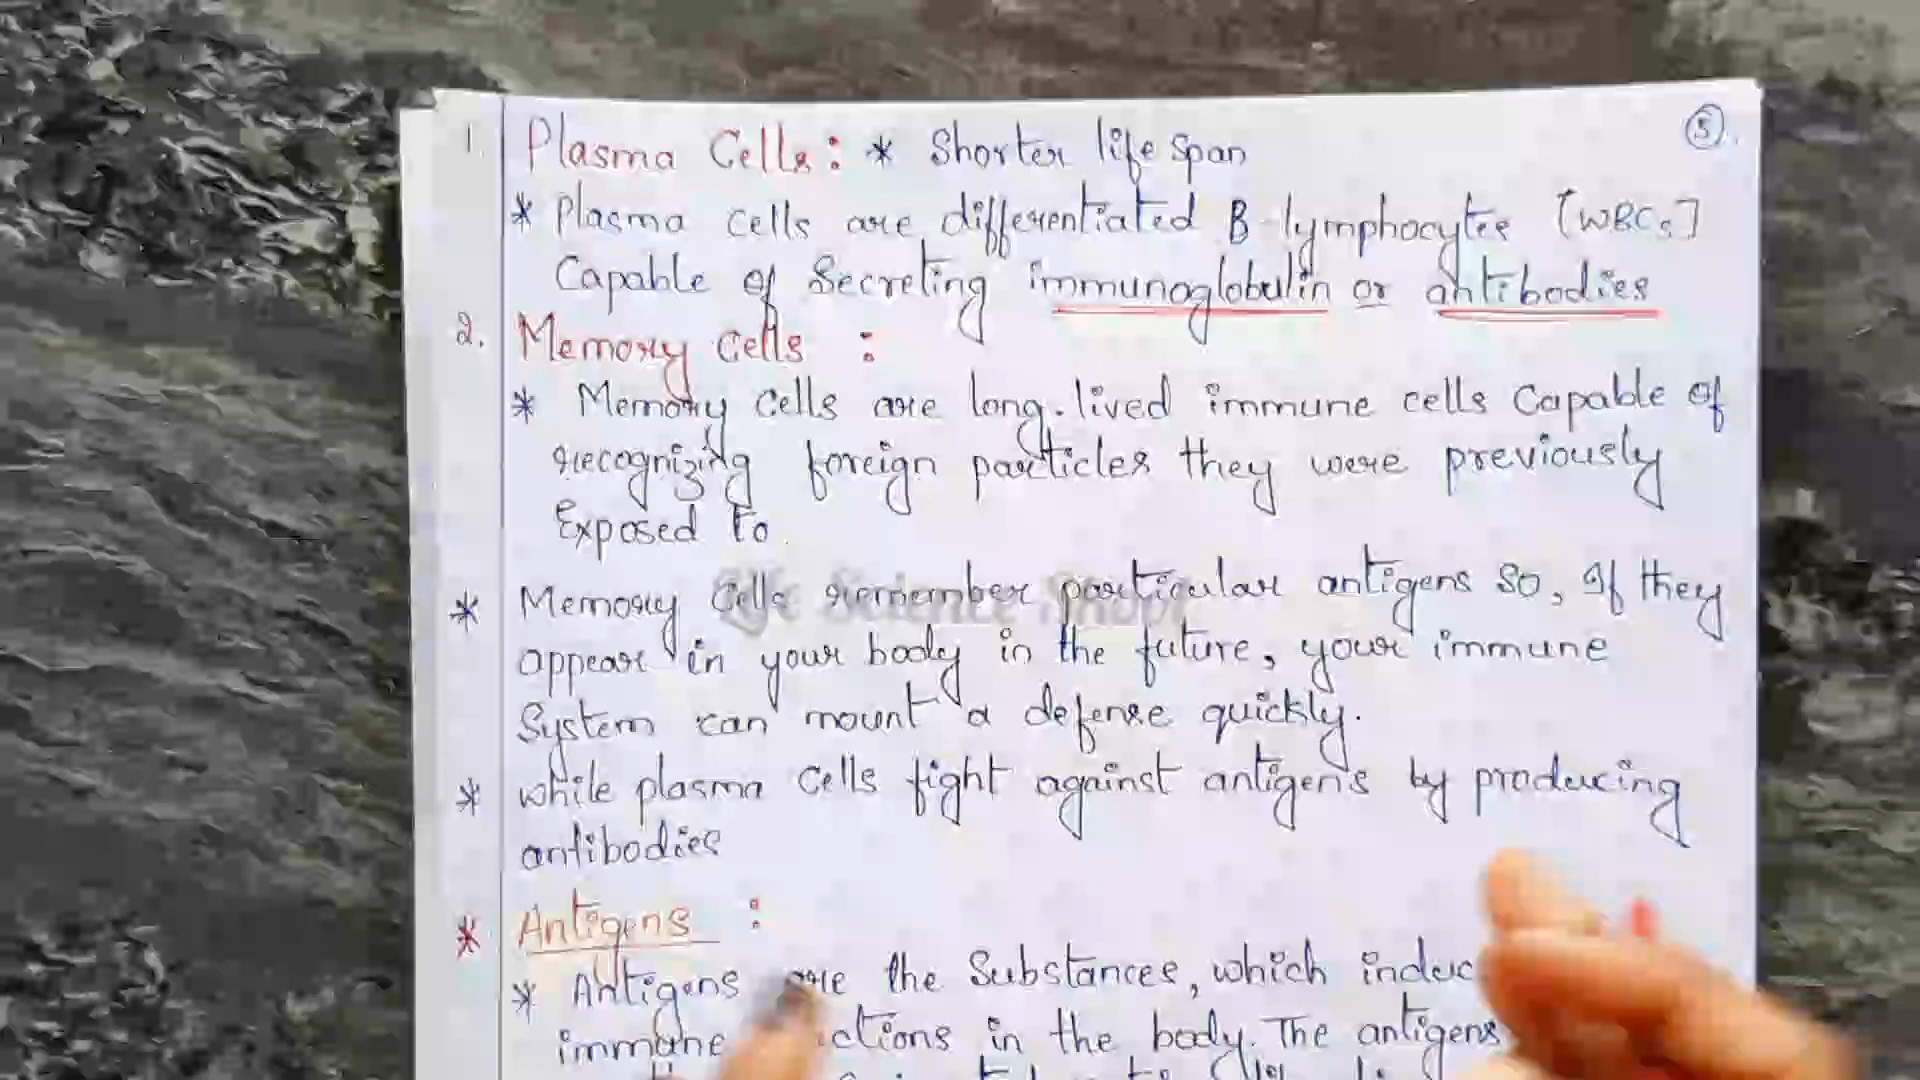 5
1. Plasma Cells: * Shorter life span
* Plasma cells are differentiated B-lymphocytes [WBCs]
Capable of Secreting immunoglobulin or antibodies
2. Memory Cells :
* Memory Cells are long-lived immune cells Capable of
recognizing foreign particles they were previously
Exposed to.
* Memory Cells remember particular antigens so, If they
appear in your body in the future, your immune
System can mount a defense quickly.
* while plasma Cells fight against antigens by producing
antibodies
* Antigens :
* Antigens are the Substances, which induc
immune ctions in the body. The antigens